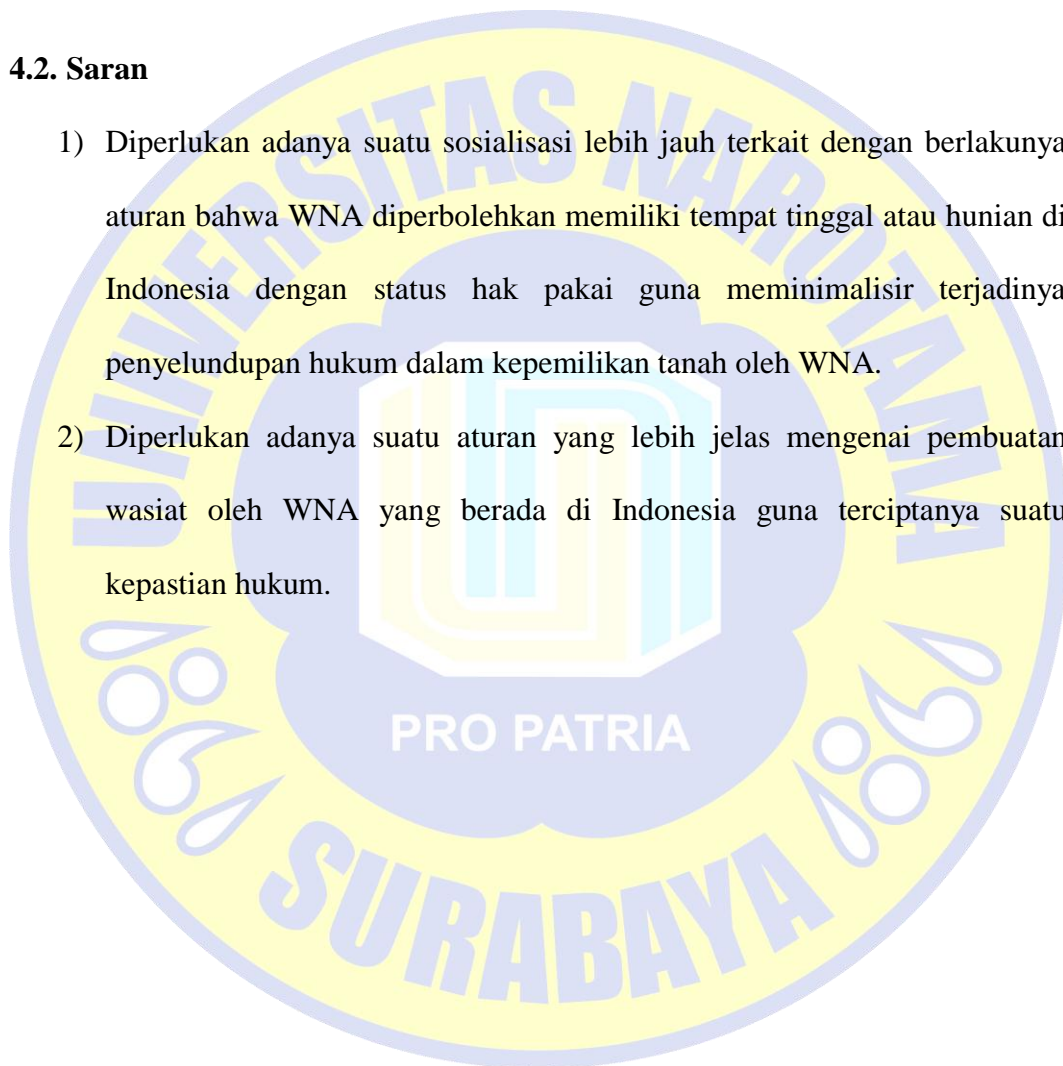 4.2. Saran
1) Diperlukan adanya suatu sosialisasi lebih jauh terkait dengan berlakunya
aturan bahwa WNA diperbolehkan memiliki tempat tinggal atau hunian di
Indonesia dengan status hak pakai guna meminimalisir terjadinya
penyelundupan hukum dalam kepemilikan tanah oleh WNA.
2) Diperlukan adanya suatu aturan yang lebih jelas mengenai pembuatan
wasiat oleh WNA yang berada di Indonesia guna terciptanya suatu
kepastian hukum.
UNIVERSITAS NAROTAMA
PRO PATRIA
SURABAYA